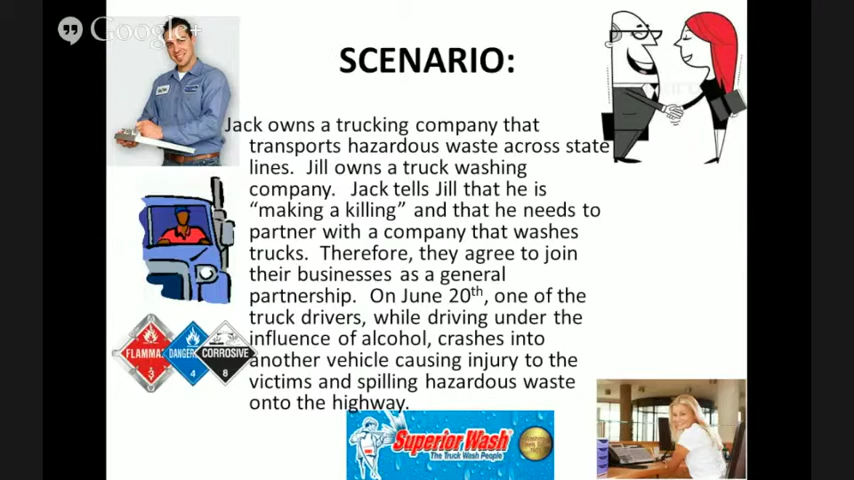 Google+
SCENARIO:
Jack owns a trucking company that
transports hazardous waste across state
lines. Jill owns a truck washing
company. Jack tells Jill that he is
“making a killing” and that he needs to
partner with a company that washes
trucks. Therefore, they agree to join
their businesses as a general
partnership. On June 20th, one of the
truck drivers, while driving under the
influence of alcohol, crashes into
another vehicle causing injury to the
victims and spilling hazardous waste
onto the highway.
FLAMMA
3
DANGER
4
CORROSIVE
8
Superior Wash
The Truck Wash People